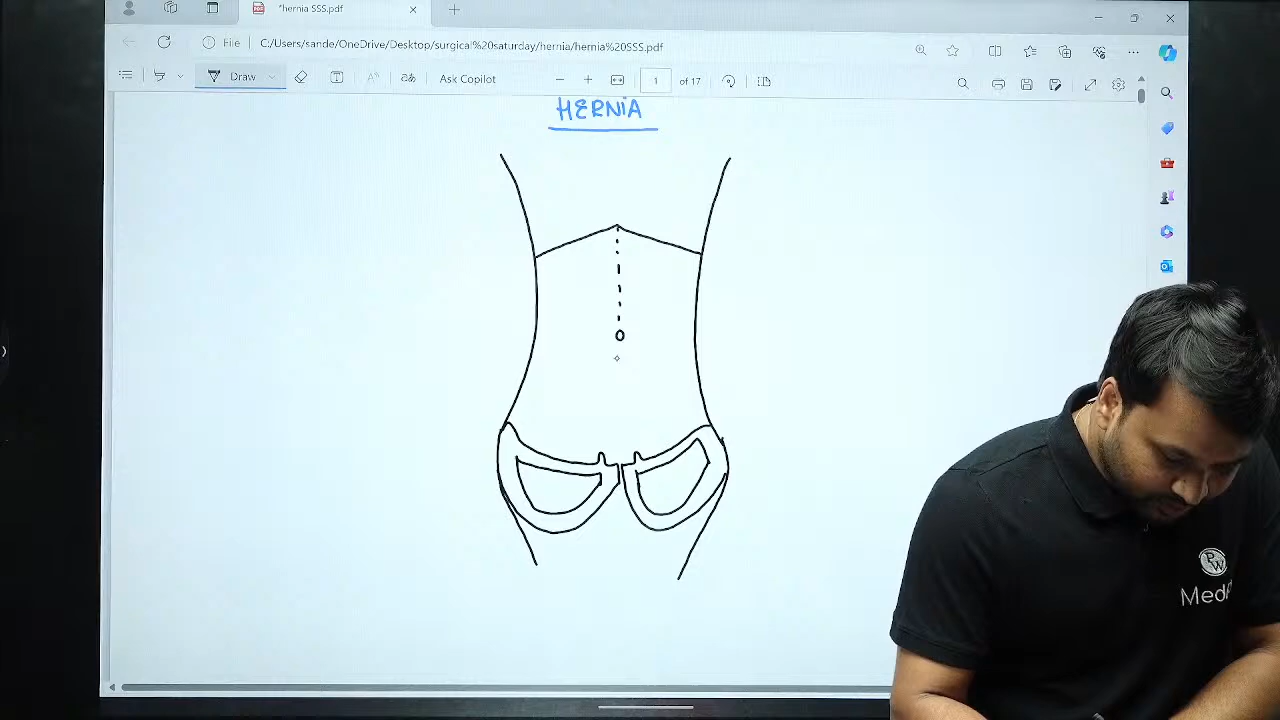 *hernia SSS.pdf
File C:/Users/sande/OneDrive/Desktop/surgical%20saturday/hernia/hernia%20SSS.pdf
Draw Ask Copilot 1 of 17
HERNIA
PW
Med